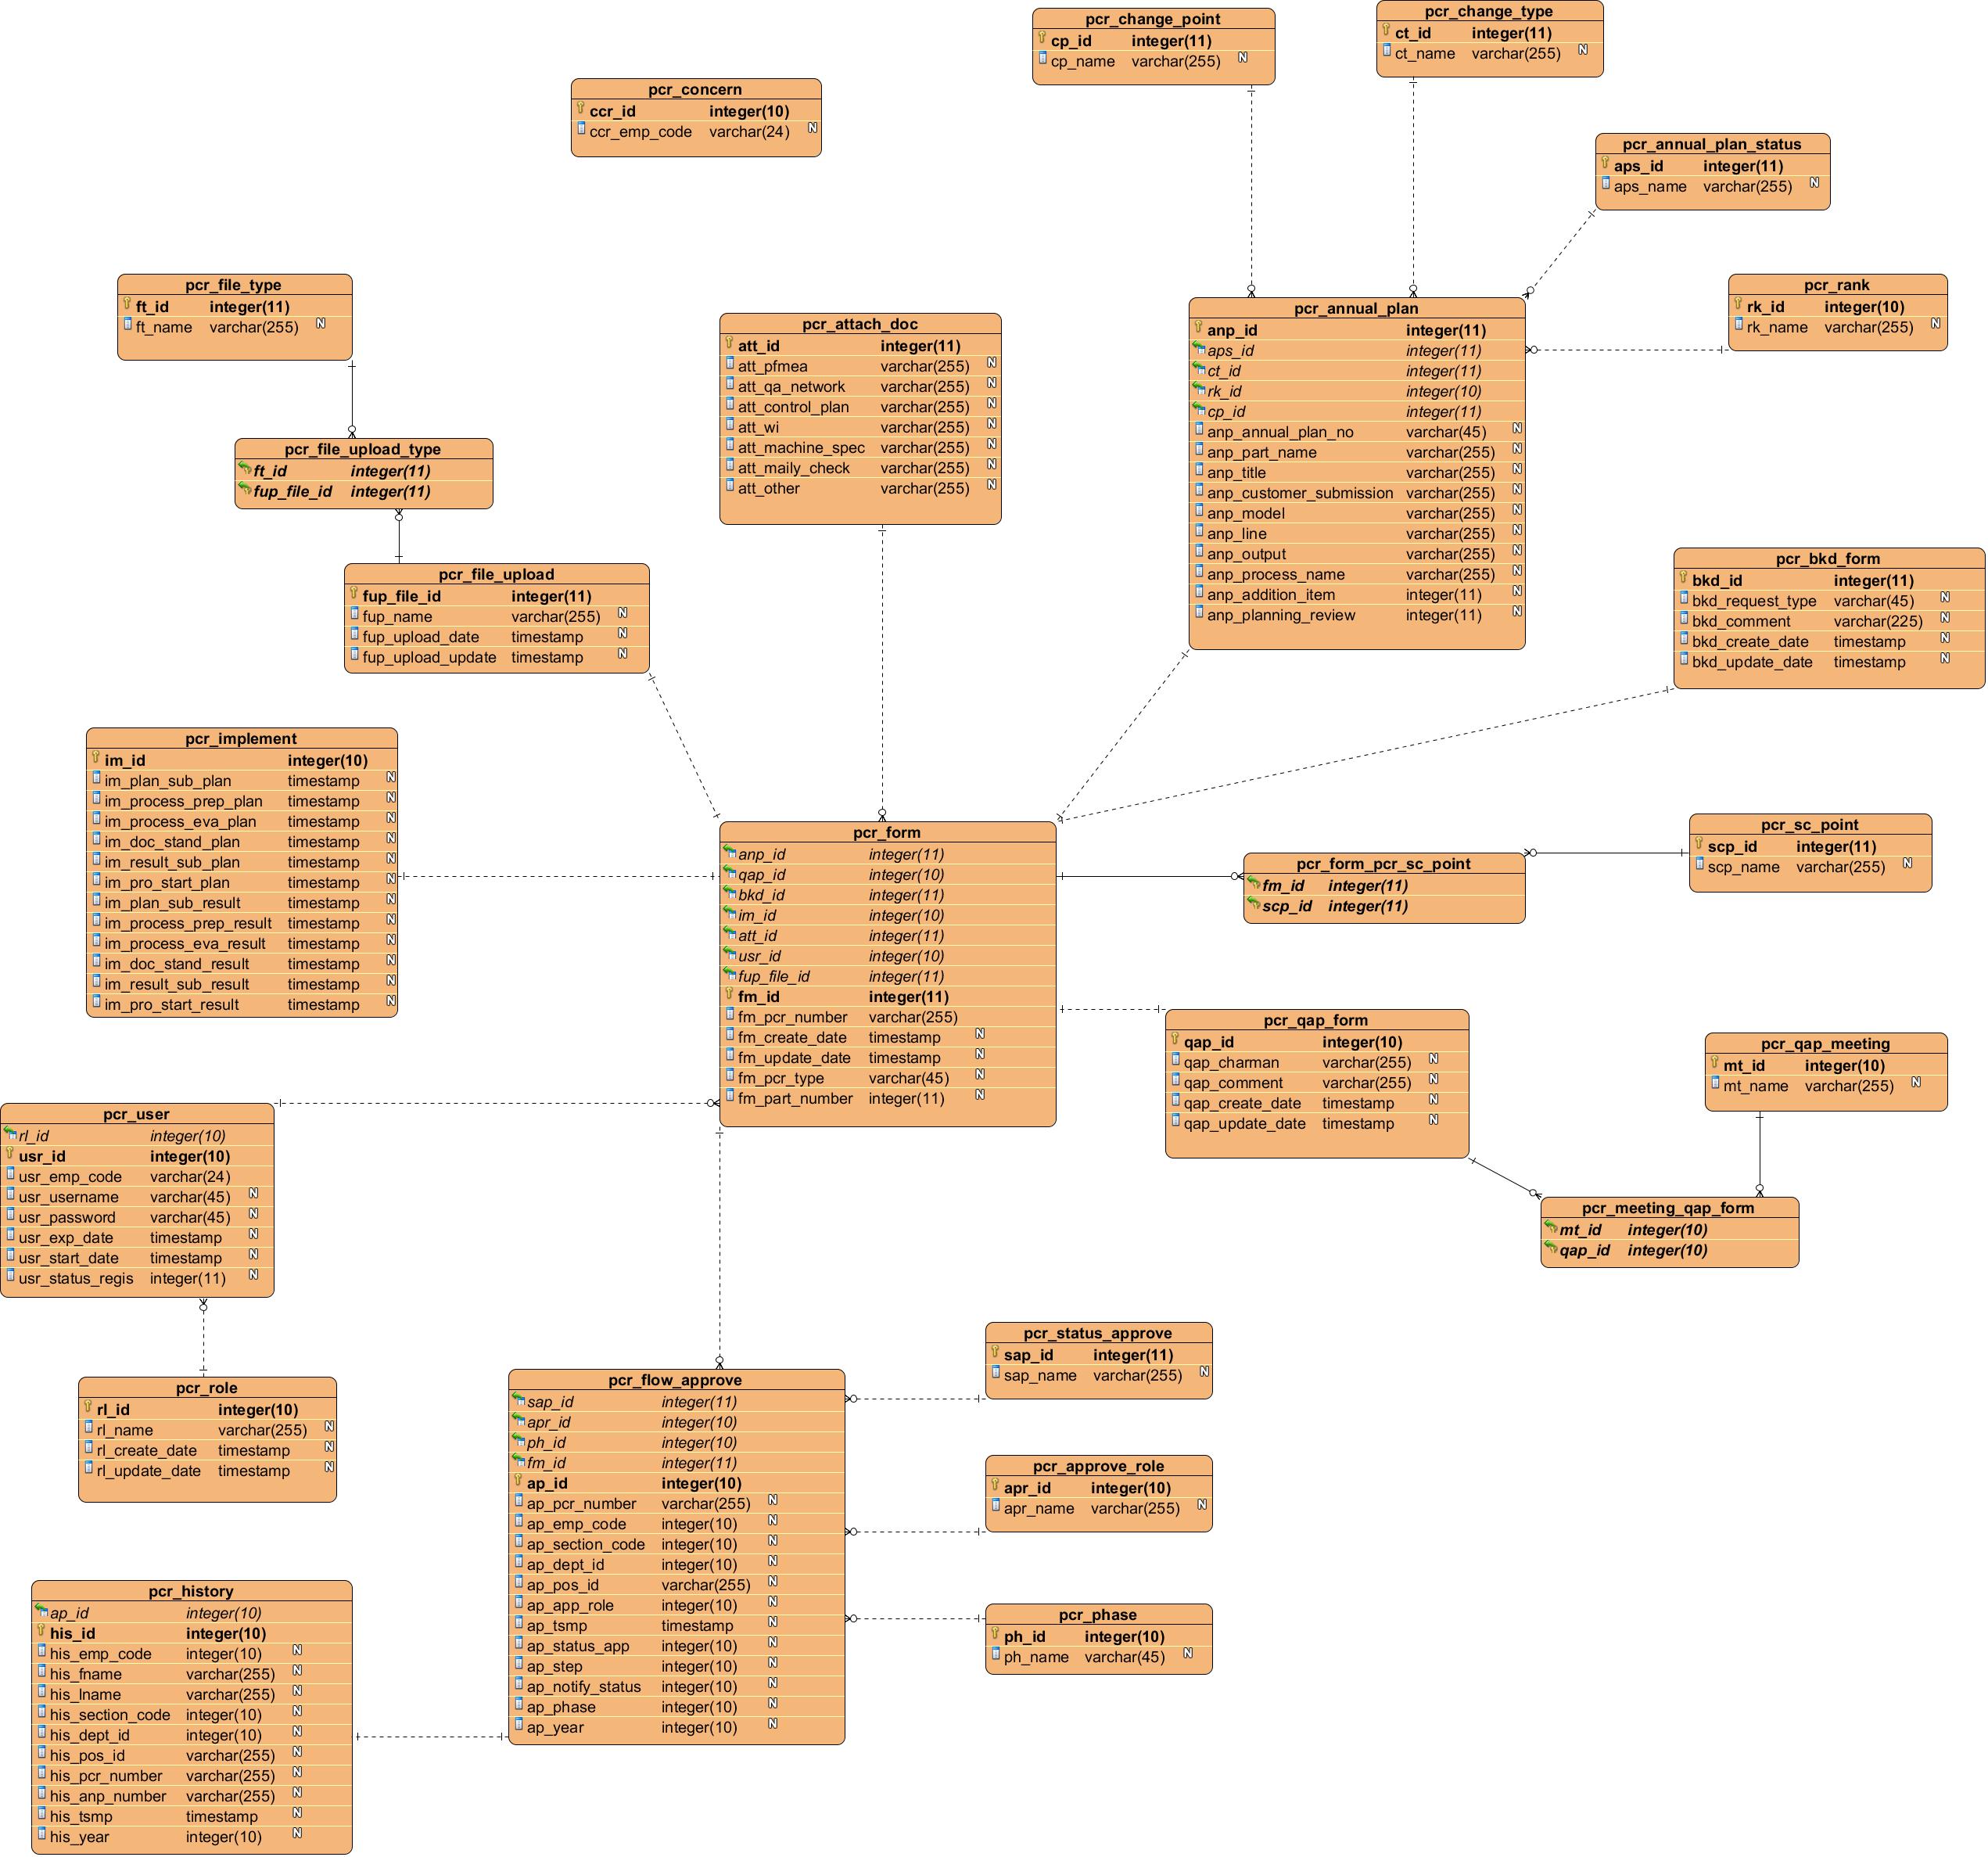 pcr_change_point
cp_id integer(11)
cp_name varchar(255) N
pcr_change_type
ct_id integer(11)
ct_name varchar(255) N
pcr_concern
ccr_id integer(10)
ccr_emp_code varchar(24) N
pcr_annual_plan_status
aps_id integer(11)
aps_name varchar(255) N
pcr_file_type
ft_id integer(11)
ft_name varchar(255) N
pcr_rank
rk_id integer(10)
rk_name varchar(255) N
pcr_attach_doc
att_id integer(11)
att_pfmea varchar(255) N
att_qa_network varchar(255) N
att_control_plan varchar(255) N
att_wi varchar(255) N
att_machine_spec varchar(255) N
att_maily_check varchar(255) N
att_other varchar(255) N
pcr_annual_plan
anp_id integer(11)
aps_id integer(11)
ct_id integer(11)
rk_id integer(10)
cp_id integer(11)
anp_annual_plan_no varchar(45) N
anp_part_name varchar(255) N
anp_title varchar(255) N
anp_customer_submission varchar(255) N
anp_model varchar(255) N
anp_line varchar(255) N
anp_output varchar(255) N
anp_process_name varchar(255) N
anp_addition_item integer(11) N
anp_planning_review integer(11) N
pcr_file_upload_type
ft_id integer(11)
fup_file_id integer(11)
pcr_file_upload
fup_file_id integer(11)
fup_name varchar(255) N
fup_upload_date timestamp N
fup_upload_update timestamp N
pcr_bkd_form
bkd_id integer(11)
bkd_request_type varchar(45) N
bkd_comment varchar(225) N
bkd_create_date timestamp N
bkd_update_date timestamp N
pcr_implement
im_id integer(10)
im_plan_sub_plan timestamp N
im_process_prep_plan timestamp N
im_process_eva_plan timestamp N
im_doc_stand_plan timestamp N
im_result_sub_plan timestamp N
im_pro_start_plan timestamp N
im_plan_sub_result timestamp N
im_process_prep_result timestamp N
im_process_eva_result timestamp N
im_doc_stand_result timestamp N
im_result_sub_result timestamp N
im_pro_start_result timestamp N
pcr_form
anp_id integer(11)
qap_id integer(10)
bkd_id integer(11)
im_id integer(10)
att_id integer(11)
usr_id integer(10)
fup_file_id integer(11)
fm_id integer(11)
fm_pcr_number varchar(255)
fm_create_date timestamp N
fm_update_date timestamp N
fm_pcr_type varchar(45) N
fm_part_number integer(11) N
pcr_form_pcr_sc_point
fm_id integer(11)
scp_id integer(11)
pcr_sc_point
scp_id integer(11)
scp_name varchar(255) N
pcr_qap_form
qap_id integer(10)
qap_charman varchar(255) N
qap_comment varchar(255) N
qap_create_date timestamp N
qap_update_date timestamp N
pcr_qap_meeting
mt_id integer(10)
mt_name varchar(255) N
pcr_meeting_qap_form
mt_id integer(10)
qap_id integer(10)
pcr_user
rl_id integer(10)
usr_id integer(10)
usr_emp_code varchar(24)
usr_username varchar(45) N
usr_password varchar(45) N
usr_exp_date timestamp N
usr_start_date timestamp N
usr_status_regis integer(11) N
pcr_role
rl_id integer(10)
rl_name varchar(255) N
rl_create_date timestamp N
rl_update_date timestamp N
pcr_flow_approve
sap_id integer(11)
apr_id integer(10)
ph_id integer(10)
fm_id integer(11)
ap_id integer(10)
ap_pcr_number varchar(255) N
ap_emp_code integer(10) N
ap_section_code integer(10) N
ap_dept_id integer(10) N
ap_pos_id varchar(255) N
ap_app_role integer(10) N
ap_tsmp timestamp N
ap_status_app integer(10) N
ap_step integer(10) N
ap_notify_status integer(10) N
ap_phase integer(10) N
ap_year integer(10) N
pcr_status_approve
sap_id integer(11)
sap_name varchar(255) N
pcr_approve_role
apr_id integer(10)
apr_name varchar(255) N
pcr_phase
ph_id integer(10)
ph_name varchar(45) N
pcr_history
ap_id integer(10)
his_id integer(10)
his_emp_code integer(10) N
his_fname varchar(255) N
his_lname varchar(255) N
his_section_code integer(10) N
his_dept_id integer(10) N
his_pos_id varchar(255) N
his_pcr_number varchar(255) N
his_anp_number varchar(255) N
his_tsmp timestamp N
his_year integer(10) N